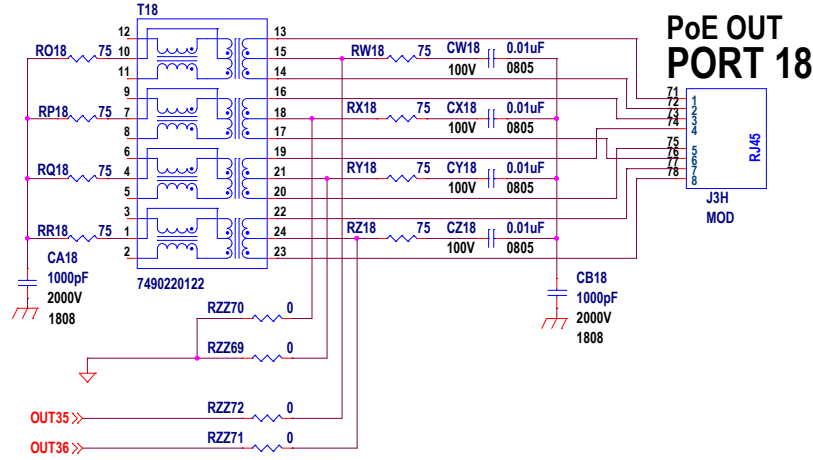 T18
PoE OUT
PORT 18
12 13
RO18 75 10 15 RW18 75 CW18 0.01uF
11 14 100V 0805
9 16
RP18 75 7 18 RX18 75 CX18 0.01uF
8 17 100V 0805
6 19
RQ18 75 4 21 RY18 75 CY18 0.01uF
5 20 100V 0805
3 22
RR18 75 1 24 RZ18 75 CZ18 0.01uF
2 23 100V 0805
71 1
72 2
73 3
74 4
75 5
76 6
77 7
78 8
RJ45
J3H
MOD
CA18
1000pF
2000V
1808
7490220122
CB18
1000pF
2000V
1808
RZZ70 0
RZZ69 0
OUT35 RZZ72 0
OUT36 RZZ71 0